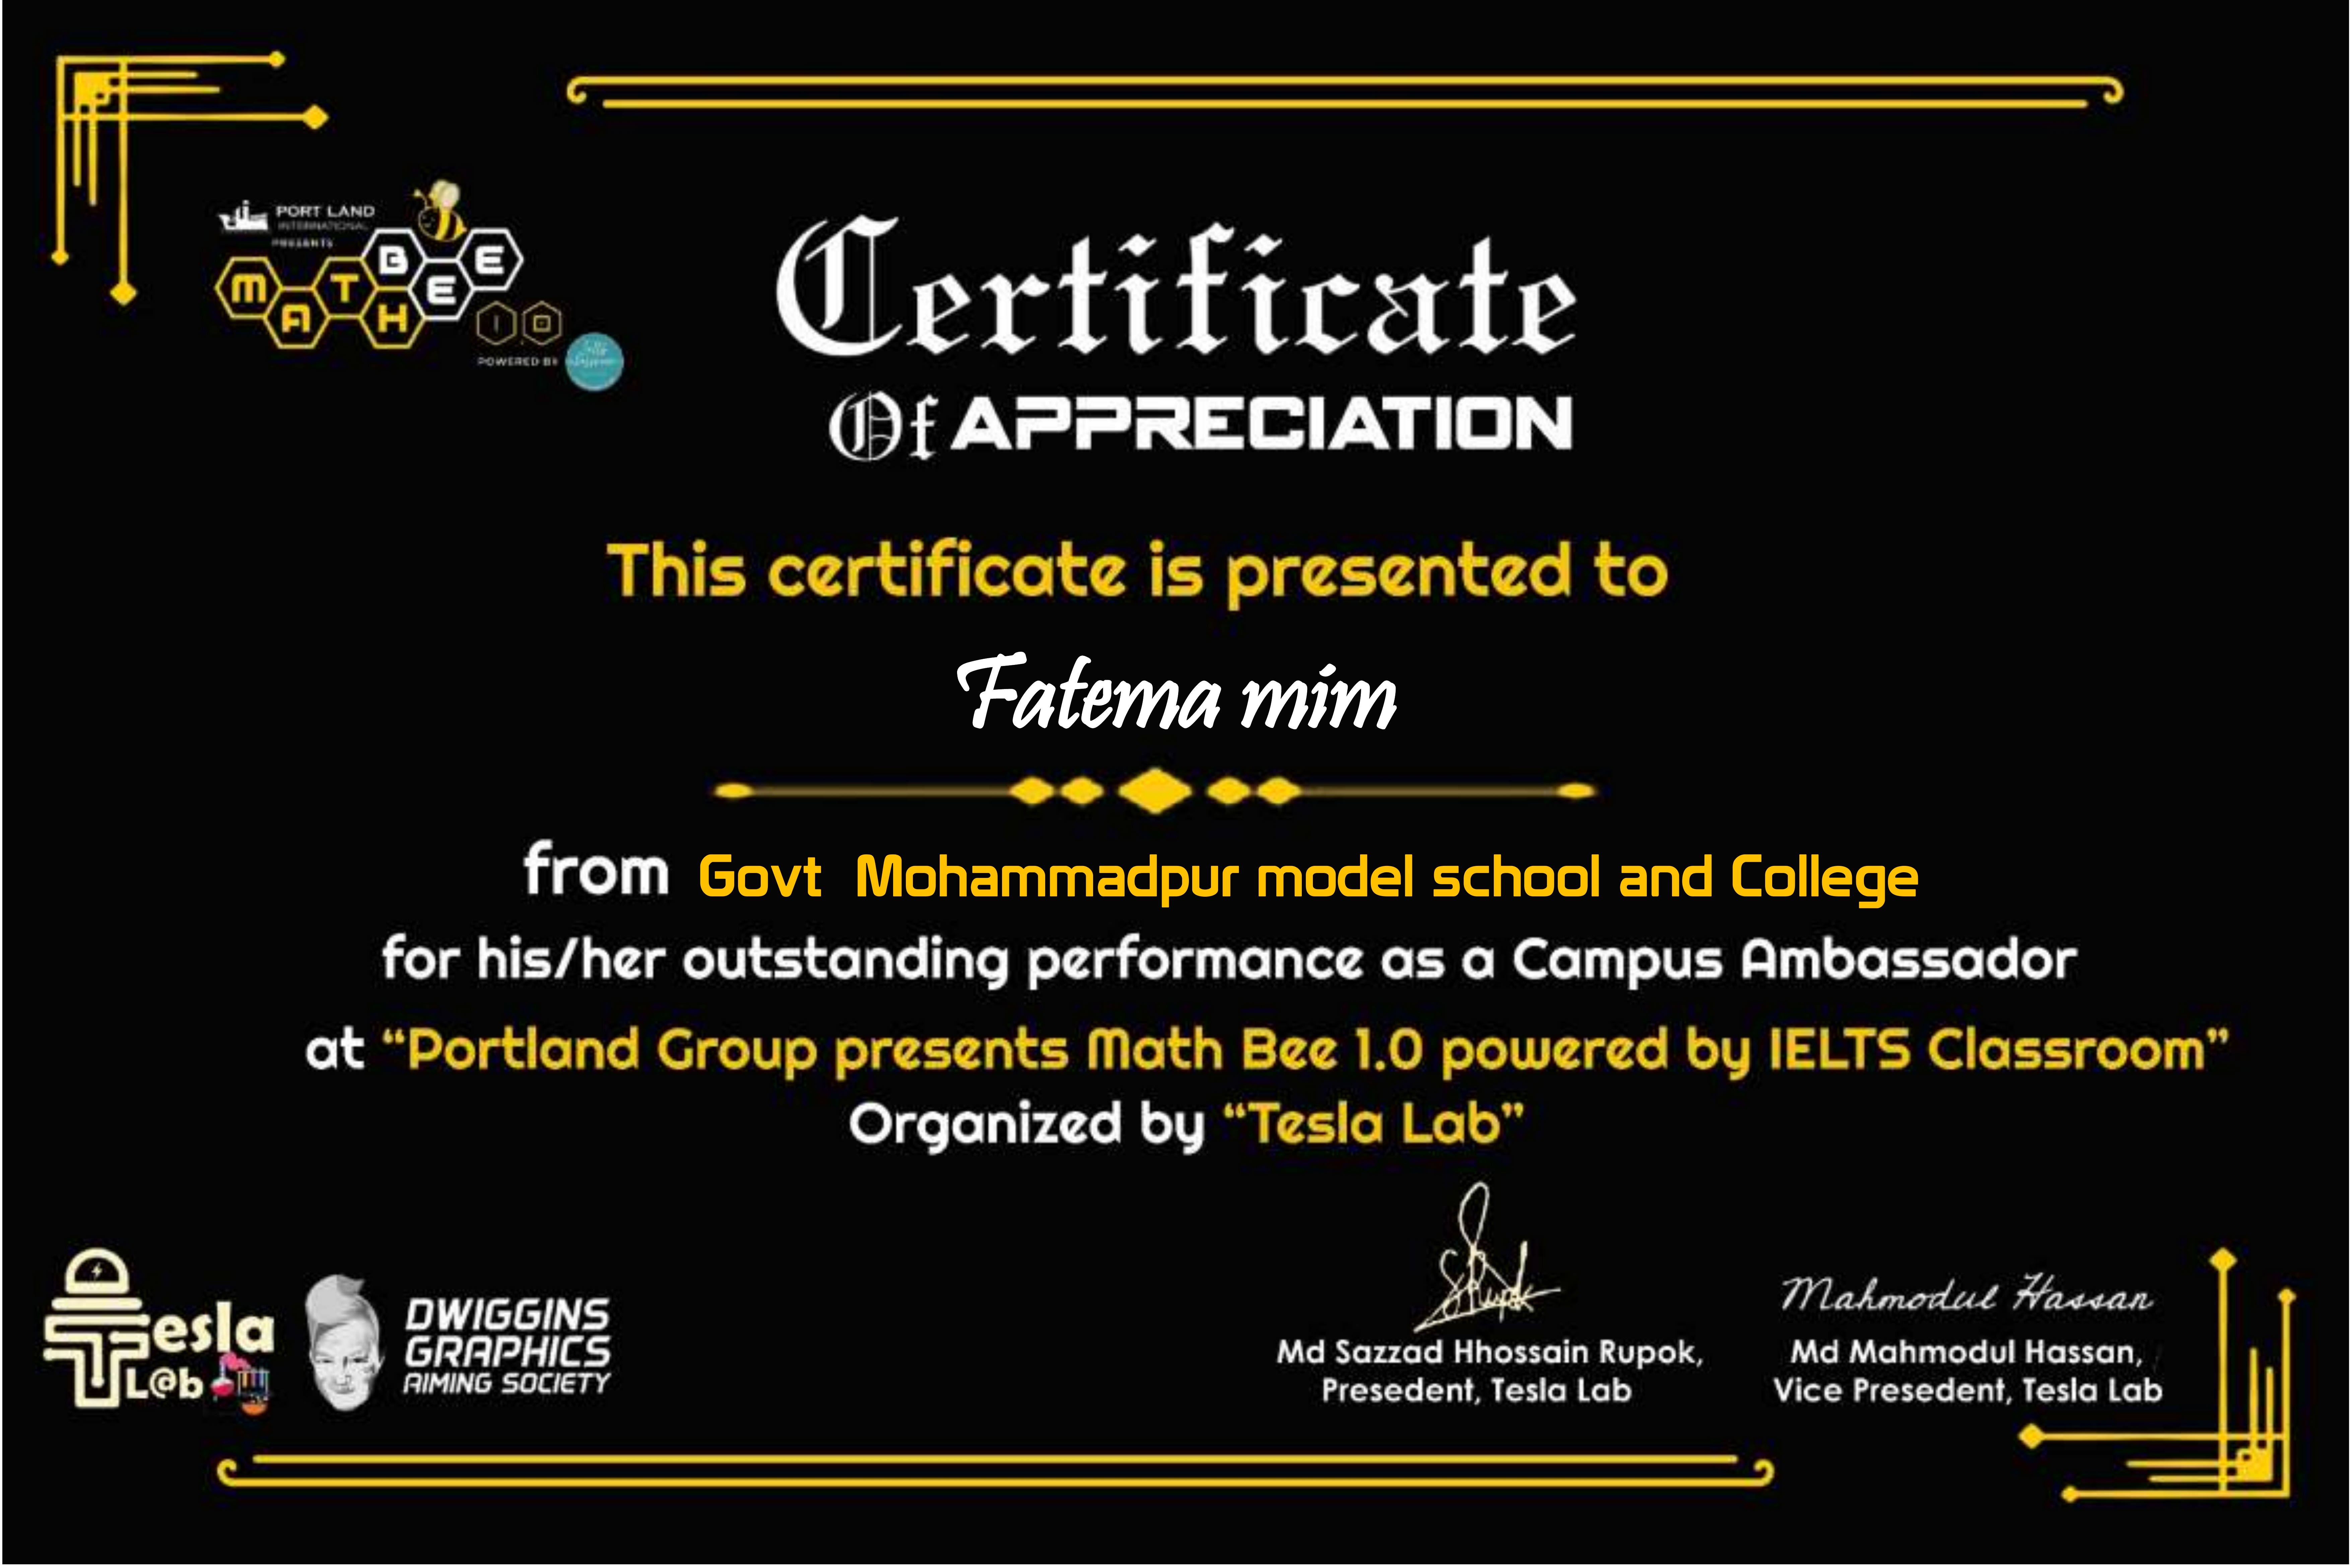 PORT LAND
INTERNATIONAL
PRESENTS
MATH
BEE
1.0
POWERED BY
Certificate
Of APPRECIATION
This certificate is presented to
Fatema mim
from Govt Mohammadpur model school and College
for his/her outstanding performance as a Campus Ambassador
at “Portland Group presents Math Bee 1.0 powered by IELTS Classroom”
Organized by “Tesla Lab”
Tesla
L@b
DWIGGINS
GRAPHICS
AIMING SOCIETY
Mahmodul Hassan
Md Sazzad Hhossain Rupok,
Presedent, Tesla Lab
Md Mahmodul Hassan,
Vice Presedent, Tesla Lab